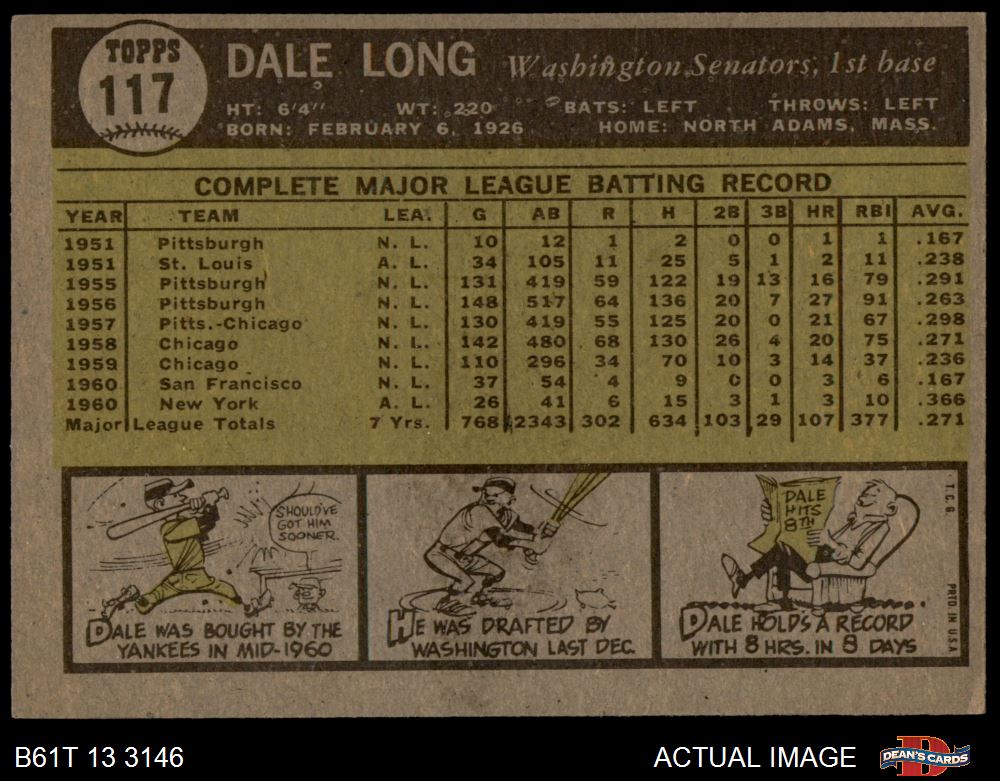 TOPPS
117
DALE LONG Washington Senators, 1st base
HT: 6'4" WT: 220 BATS: LEFT THROWS: LEFT
BORN: FEBRUARY 6, 1926 HOME: NORTH ADAMS, MASS.
COMPLETE MAJOR LEAGUE BATTING RECORD
YEAR TEAM LEA. G AB R H 2B 3B HR RBI AVG.
1951 Pittsburgh N. L. 10 12 1 2 0 0 1 1 .167
1951 St. Louis A. L. 34 105 11 25 5 1 2 11 .238
1955 Pittsburgh N. L. 131 419 59 122 19 13 16 79 .291
1956 Pittsburgh N. L. 148 517 64 136 20 7 27 91 .263
1957 Pitts.-Chicago N. L. 130 419 55 125 20 0 21 67 .298
1958 Chicago N. L. 142 480 68 130 26 4 20 75 .271
1959 Chicago N. L. 110 296 34 70 10 3 14 37 .236
1960 San Francisco N. L. 37 54 4 9 0 0 3 6 .167
1960 New York A. L. 26 41 6 15 3 1 3 10 .366
Major League Totals 7 Yrs. 768 2343 302 634 103 29 107 377 .271
SHOULD'VE
GOT HIM
SOONER.
DALE WAS BOUGHT BY THE
YANKEES IN MID-1960
HE WAS DRAFTED BY
WASHINGTON LAST DEC.
DALE
HITS
8TH
DALE HOLDS A RECORD
WITH 8 HRS. IN 8 DAYS
T. C. G.
PRTD. IN U.S.A.
B61T 13 3146 ACTUAL IMAGE
DEAN'S CARDS